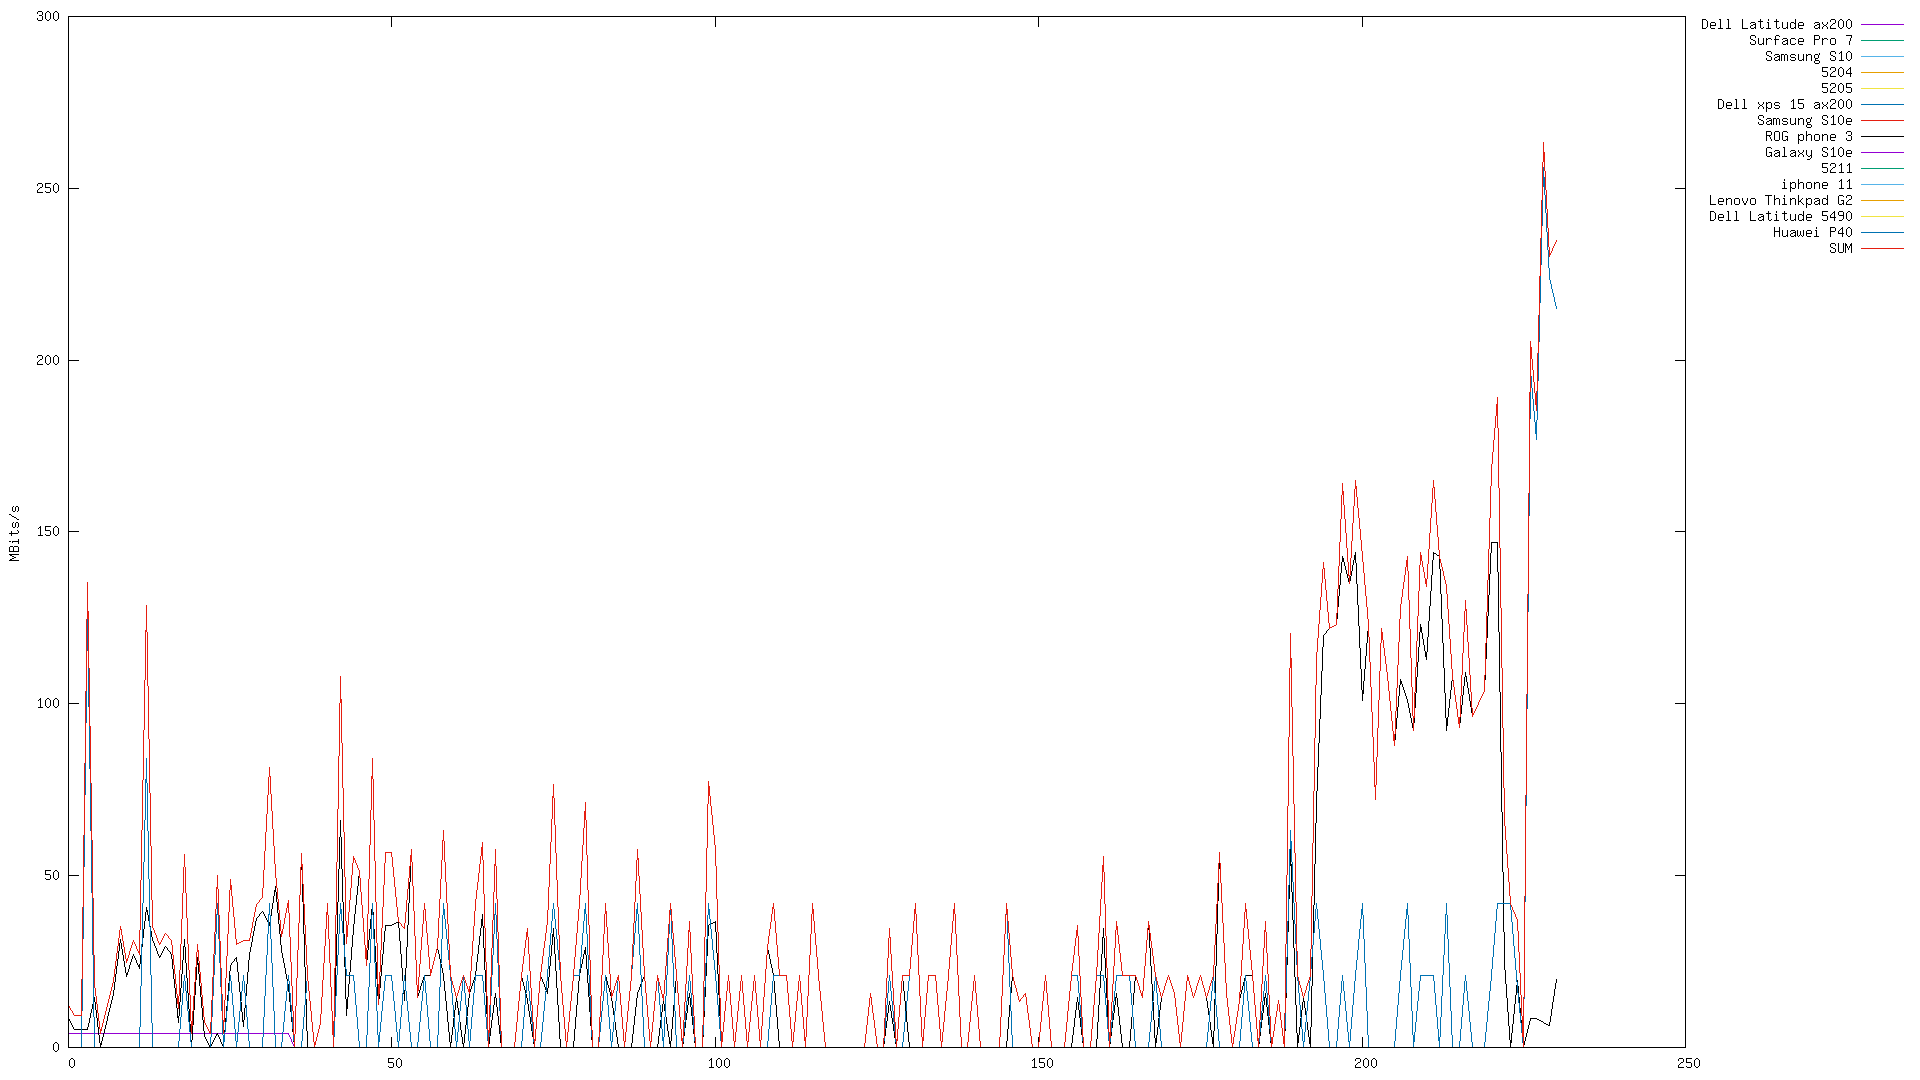 300
250
200
150
100
50
0
MBits/s
0 50 100 150 200 250
Dell Latitude ax200
Surface Pro 7
Samsung S10
5204
5205
Dell xps 15 ax200
Samsung S10e
ROG phone 3
Galaxy S10e
5211
iphone 11
Lenovo Thinkpad G2
Dell Latitude 5490
Huawei P40
SUM